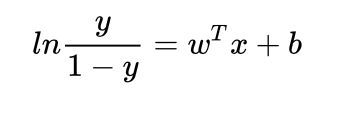 ln y/(1 − y) = w^T x + b